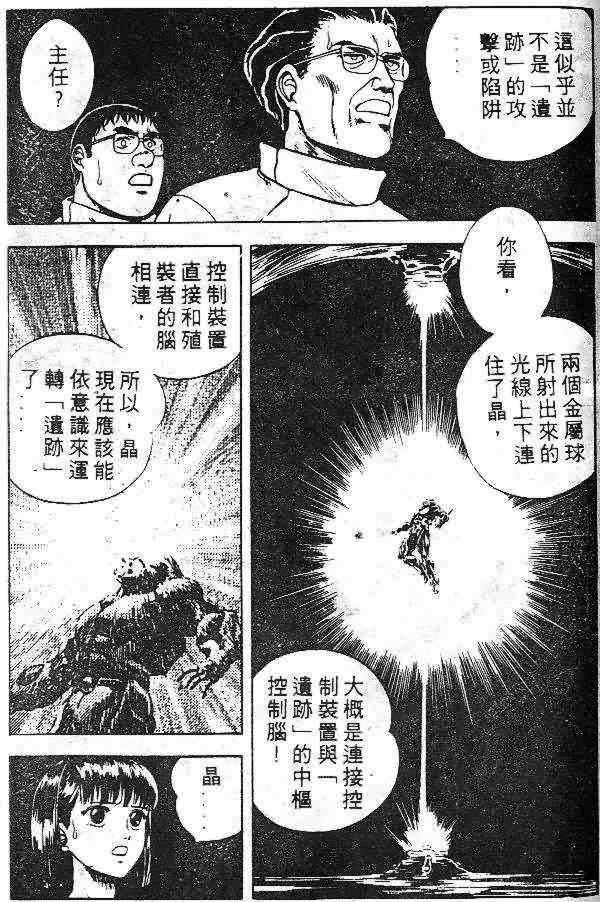 這似乎並
不是「遺
跡」的攻
擊或陷阱
……
主任？
你看，
兩個金屬球
所射出來的
光線上下連
住了晶，
大概是連接控
制裝置與「
遺跡」的中樞
控制腦！
控制裝置
直接和殖
裝者的腦
相連，
所以，晶
現在應該能
依意識來運
轉「遺跡」
了……
晶
……